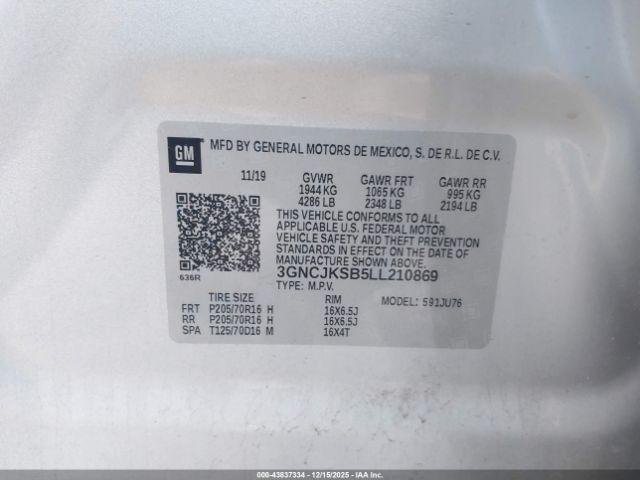 GM
MFD BY GENERAL MOTORS DE MEXICO, S. DE R.L. DE C.V.
11/19 GVWR GAWR FRT GAWR RR
1944 KG 1065 KG 995 KG
4286 LB 2348 LB 2194 LB
THIS VEHICLE CONFORMS TO ALL
APPLICABLE U.S. FEDERAL MOTOR
VEHICLE SAFETY AND THEFT PREVENTION
STANDARDS IN EFFECT ON THE DATE
OF MANUFACTURE SHOWN ABOVE.
636R
3GNCJKSB5LL210869
TYPE: M.P.V.
TIRE SIZE RIM MODEL: 591JU76
FRT P205/70R16 H 16X6.5J
RR P205/70R16 H 16X6.5J
SPA T125/70D16 M 16X4T
000-43837334 - 12/15/2025 - IAAI, LLC